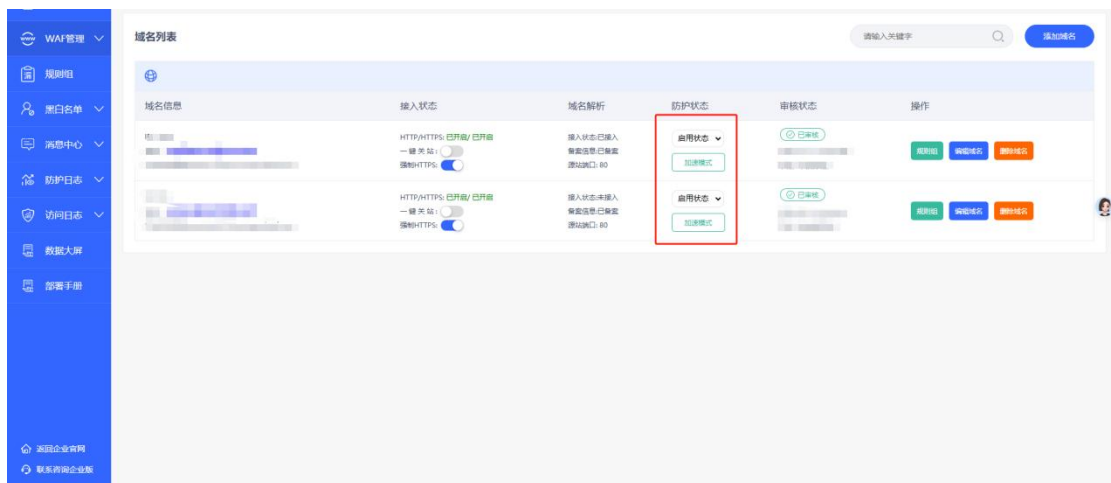 WAF管理
规则组
黑白名单
消息中心
防护日志
访问日志
数据大屏
部署手册
返回企业官网
联系咨询企业版
域名列表
请输入关键字
添加域名
域名信息 接入状态 域名解析 防护状态 审核状态 操作
HTTP/HTTPS: 已开启/ 已开启
一键关站:
强制HTTPS:
接入状态:已接入
备案信息:已备案
源站端口: 80
启用状态
加速模式
已审核
规则组 编辑域名 删除域名
HTTP/HTTPS: 已开启/ 已开启
一键关站:
强制HTTPS:
接入状态:未接入
备案信息:已备案
源站端口: 80
启用状态
加速模式
已审核
规则组 编辑域名 删除域名